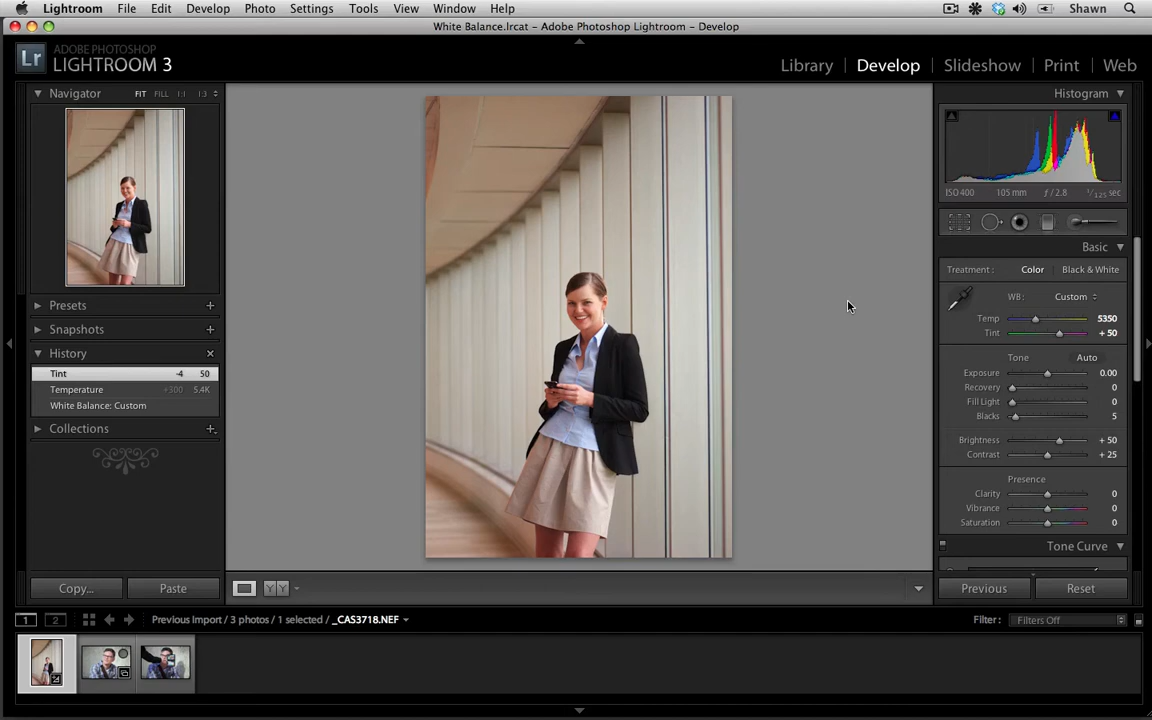 Lightroom File Edit Develop Photo Settings Tools View Window Help Shawn
White Balance.lrcat – Adobe Photoshop Lightroom – Develop
Lr ADOBE PHOTOSHOP
LIGHTROOM 3
Library | Develop | Slideshow | Print | Web
Navigator FIT FILL 1:1 1:3
Presets
Snapshots
History
Tint -4 50
Temperature +300 5.4K
White Balance: Custom
Collections
Copy... Paste
Histogram
ISO400 105 mm ƒ / 2.8 1/125 sec
Basic
Treatment : Color Black & White
WB : Custom
Temp 5350
Tint + 50
Tone Auto
Exposure 0.00
Recovery 0
Fill Light 0
Blacks 5
Brightness + 50
Contrast + 25
Presence
Clarity 0
Vibrance 0
Saturation 0
Tone Curve
Previous Reset
Y Y
1 2 Previous Import / 3 photos / 1 selected / _CAS3718.NEF Filter : Filters Off